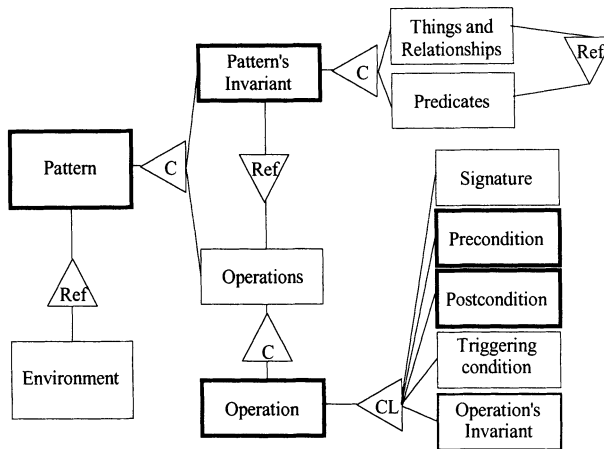 Things and
Relationships
Ref
Pattern's
Invariant
C
Predicates
Pattern
C
Ref
Signature
Precondition
Operations
Postcondition
Ref
C
Triggering
condition
Environment
Operation
CL
Operation's
Invariant